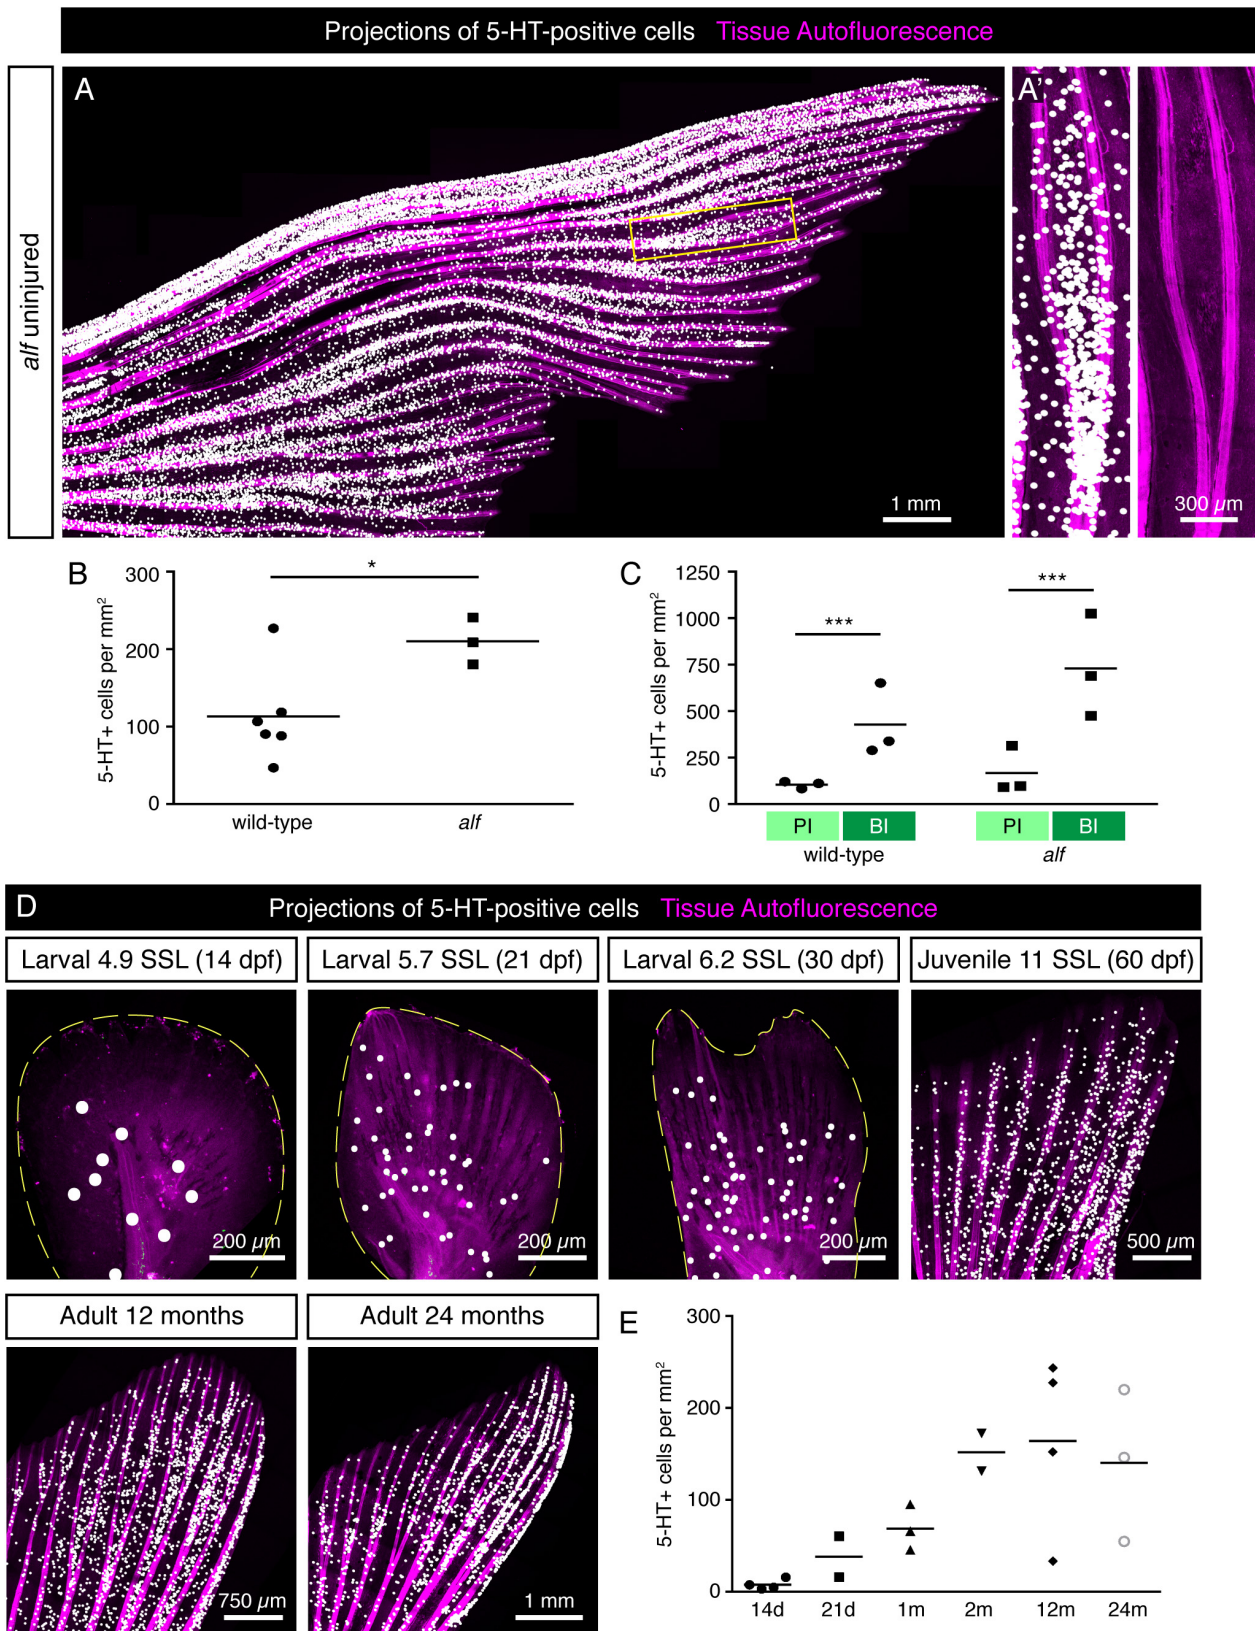 Projections of 5-HT-positive cells Tissue Autofluorescence
alf uninjured
A
A'
1 mm
300 µm
B
5-HT+ cells per mm²
300
200
100
0
*
wild-type
alf
C
5-HT+ cells per mm²
1250
1000
750
500
250
0
***
***
PI
BI
PI
BI
wild-type
alf
D
Projections of 5-HT-positive cells Tissue Autofluorescence
Larval 4.9 SSL (14 dpf)
Larval 5.7 SSL (21 dpf)
Larval 6.2 SSL (30 dpf)
Juvenile 11 SSL (60 dpf)
200 µm
200 µm
200 µm
500 µm
Adult 12 months
Adult 24 months
750 µm
1 mm
E
5-HT+ cells per mm²
300
200
100
0
14d
21d
1m
2m
12m
24m